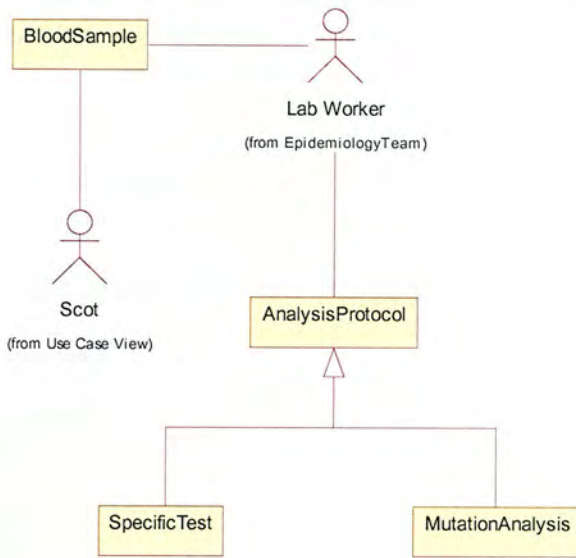 BloodSample
Lab Worker
(from EpidemiologyTeam)
Scot
(from Use Case View)
AnalysisProtocol
SpecificTest
MutationAnalysis